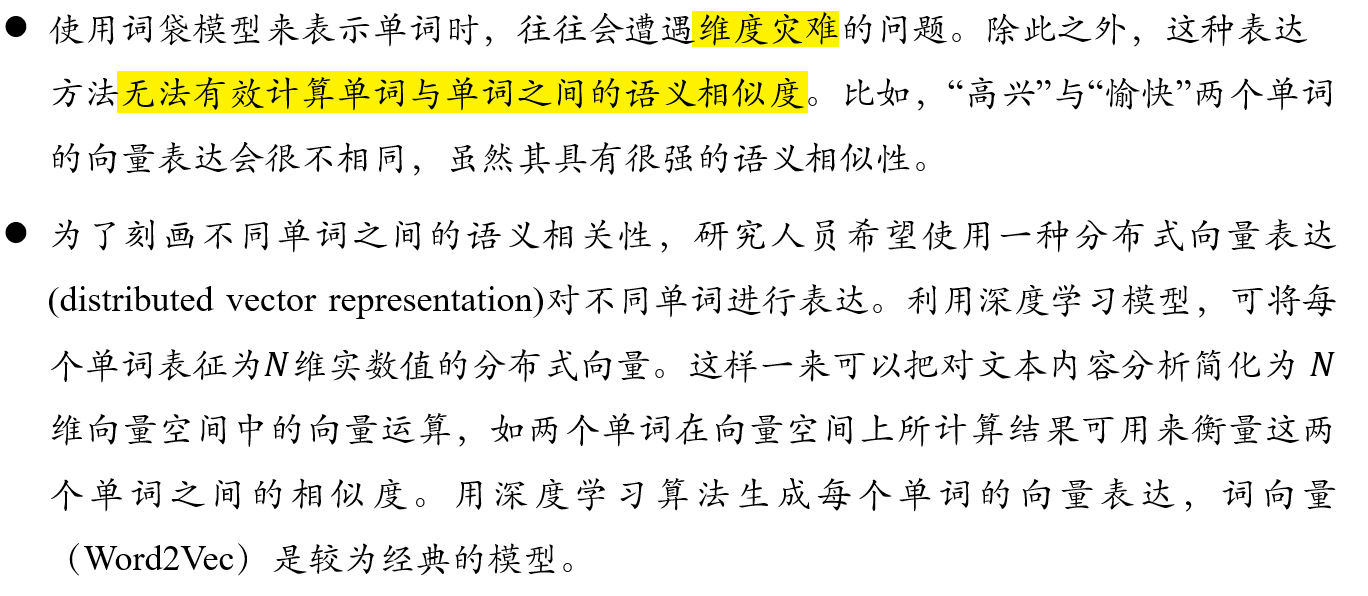 ● 使用词袋模型来表示单词时，往往会遭遇维度灾难的问题。除此之外，这种表达
方法无法有效计算单词与单词之间的语义相似度。比如，“高兴”与“愉快”两个单词
的向量表达会很不相同，虽然其具有很强的语义相似性。
● 为了刻画不同单词之间的语义相关性，研究人员希望使用一种分布式向量表达
(distributed vector representation)对不同单词进行表达。利用深度学习模型，可将每
个单词表征为N维实数值的分布式向量。这样一来可以把对文本内容分析简化为 N
维向量空间中的向量运算，如两个单词在向量空间上所计算结果可用来衡量这两
个单词之间的相似度。用深度学习算法生成每个单词的向量表达，词向量
（Word2Vec）是较为经典的模型。